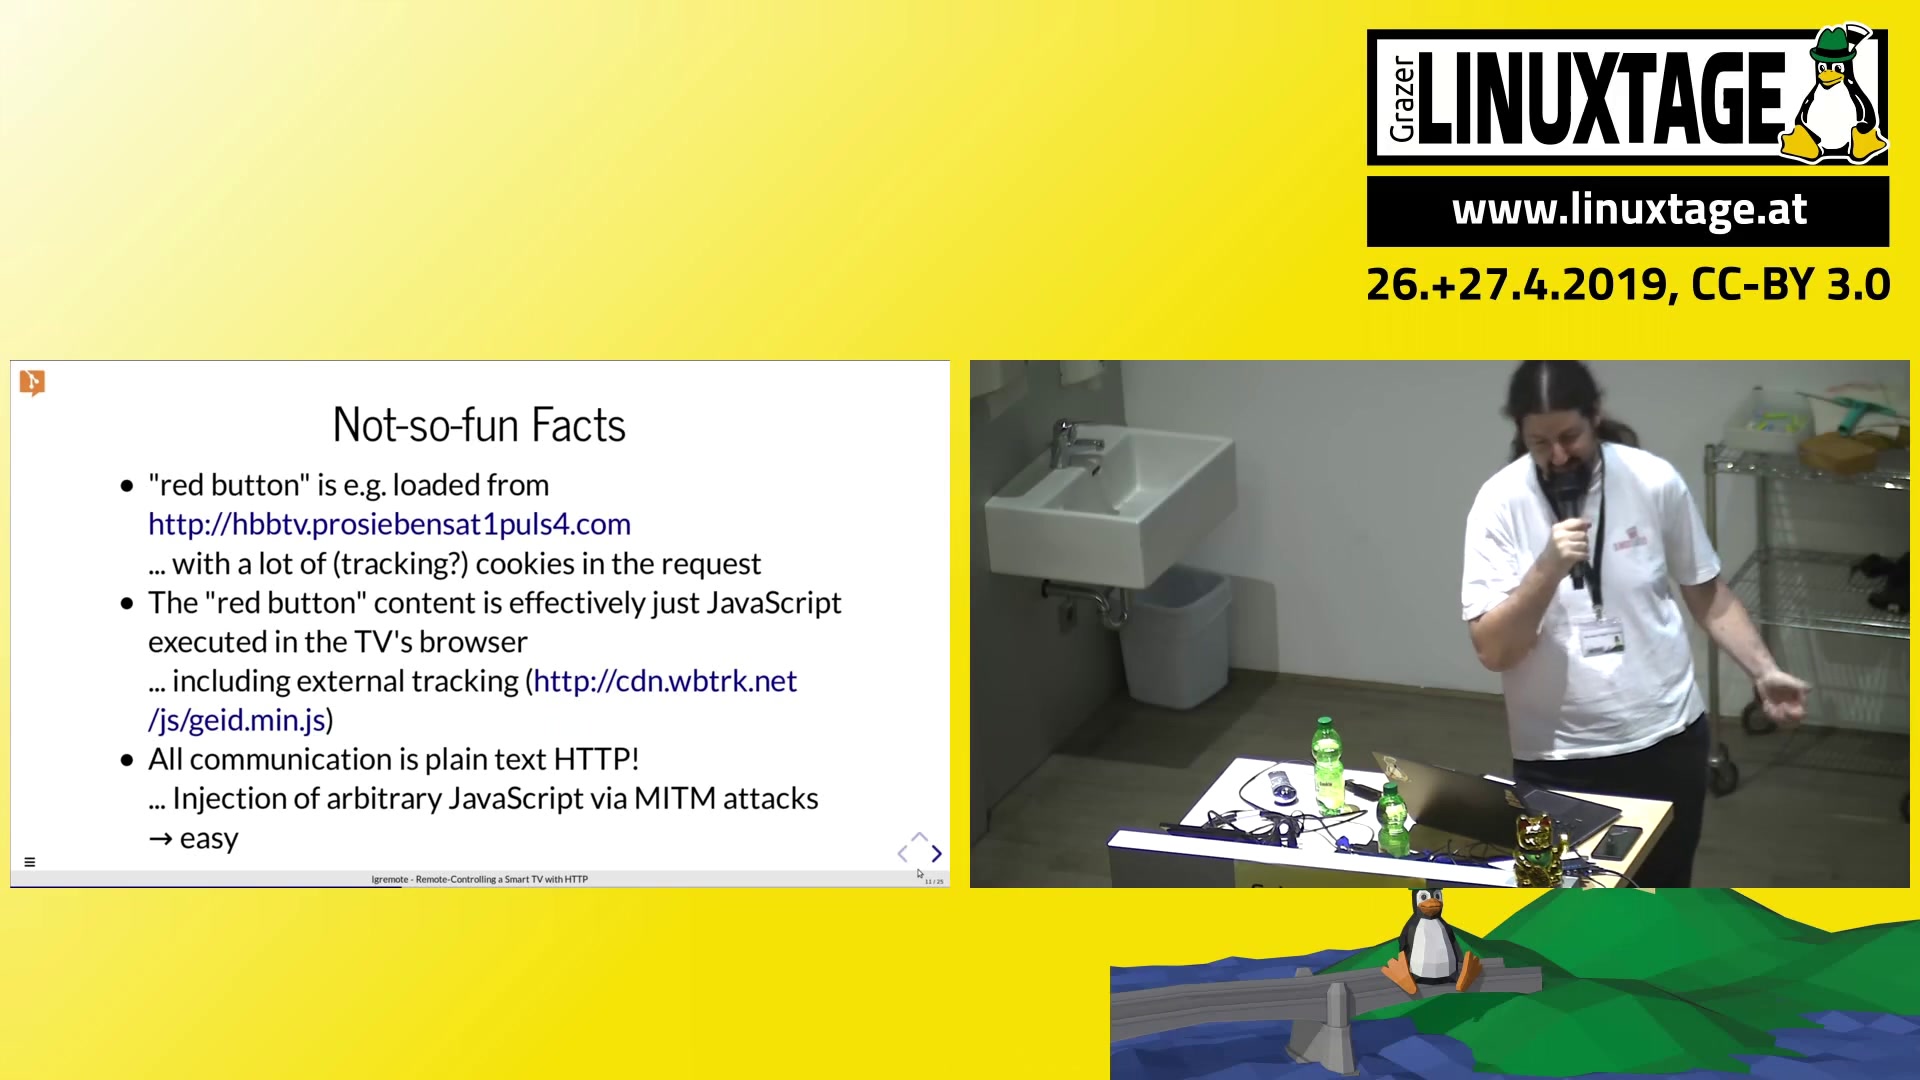 Grazer
LINUXTAGE
www.linuxtage.at
26.+27.4.2019, CC-BY 3.0
Not-so-fun Facts
• "red button" is e.g. loaded from
http://hbbtv.prosiebensat1puls4.com
... with a lot of (tracking?) cookies in the request
• The "red button" content is effectively just JavaScript
executed in the TV's browser
... including external tracking (http://cdn.wbtrk.net
/js/geid.min.js)
• All communication is plain text HTTP!
... Injection of arbitrary JavaScript via MITM attacks
→ easy
lgremote - Remote-Controlling a Smart TV with HTTP
11 / 25